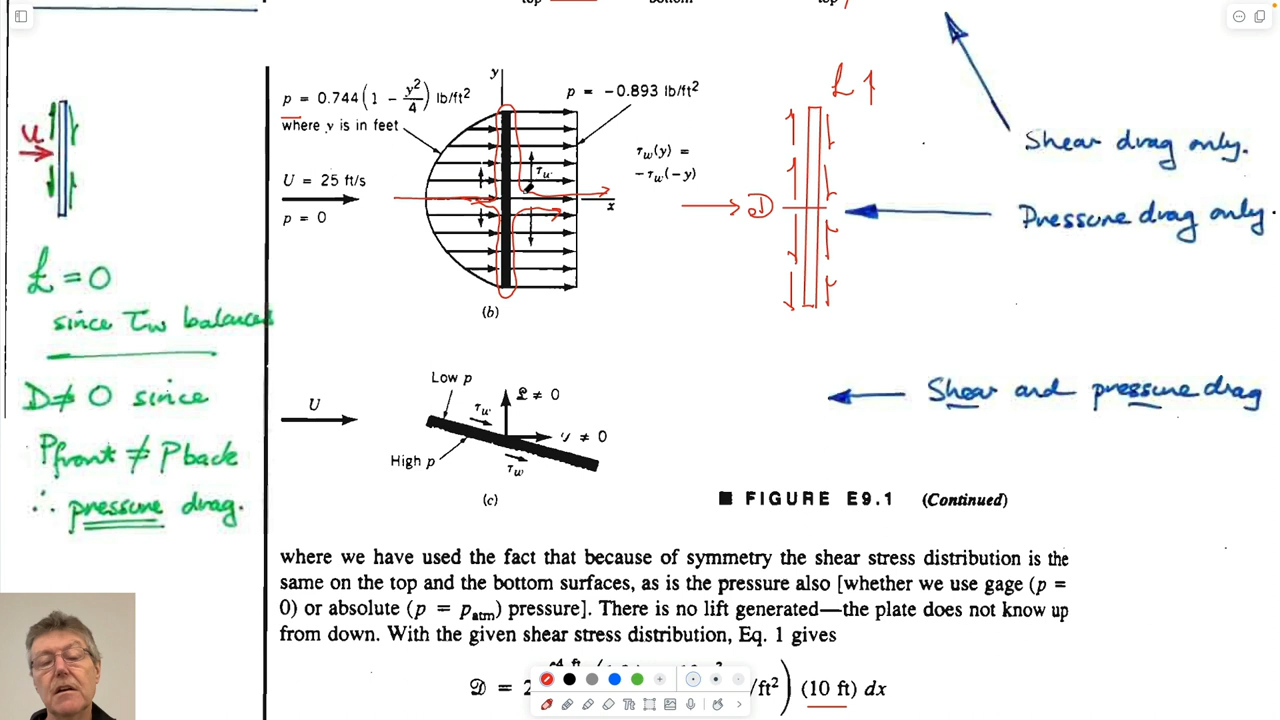 top
bottom
top
y
p = 0.744(1 − y²/4) lb/ft²
where y is in feet
p = −0.893 lb/ft²
U = 25 ft/s
p = 0
τw
τw(y) =
−τw(−y)
x
(b)
L
D
Shear drag only.
Pressure drag only.
U
L = 0
since τw balances
D ≠ 0 since
Pfront ≠ Pback
∴ pressure drag.
U
Low p
τw
ℒ ≠ 0
≠ 0
High p
τw
(c)
Shear and pressure drag
■ FIGURE E9.1 (Continued)
where we have used the fact that because of symmetry the shear stress distribution is the
same on the top and the bottom surfaces, as is the pressure also [whether we use gage (p =
0) or absolute (p = patm) pressure]. There is no lift generated—the plate does not know up
from down. With the given shear stress distribution, Eq. 1 gives
𝒟 = 2
/ft²) (10 ft) dx